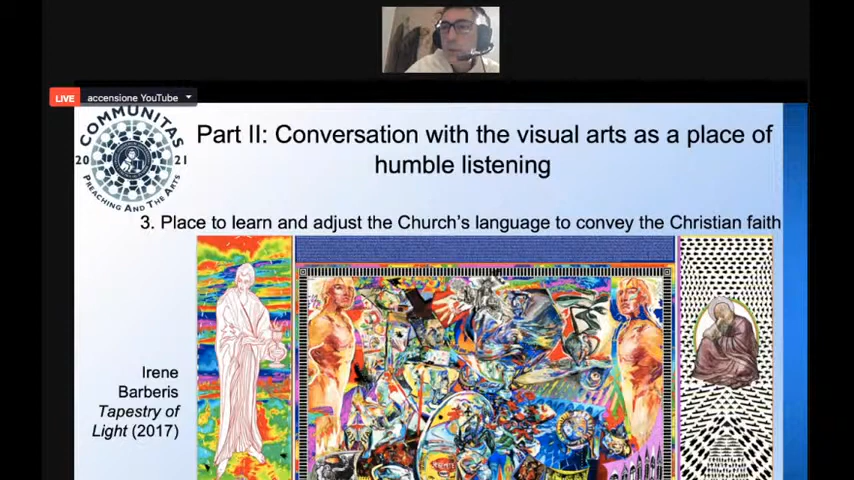 LIVE
accensione YouTube
COMMUNITAS
20 21
PREACHING AND THE ARTS
Part II: Conversation with the visual arts as a place of
humble listening
3. Place to learn and adjust the Church's language to convey the Christian faith
Irene
Barberis
Tapestry of
Light (2017)